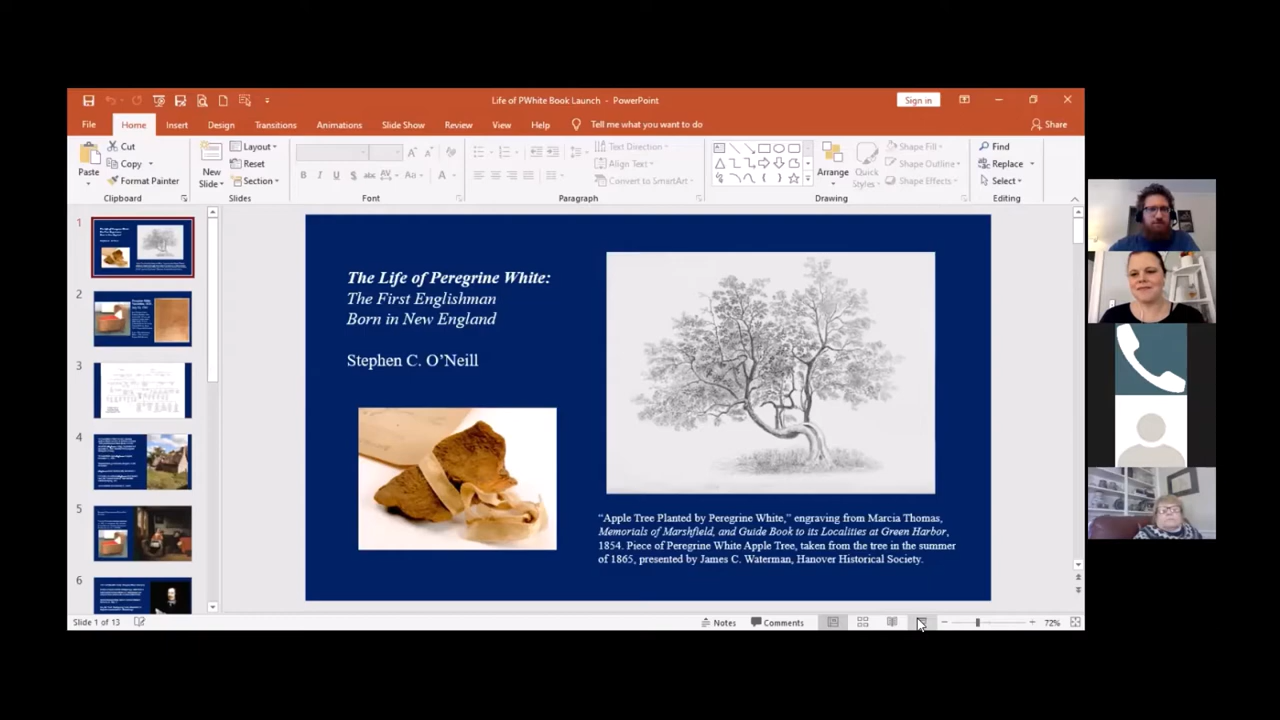 Life of PWhite Book Launch - PowerPoint
Sign in
File Home Insert Design Transitions Animations Slide Show Review View Help Tell me what you want to do
Share
Paste
Cut
Copy
Format Painter
Clipboard
New
Slide
Layout
Reset
Section
Slides
Font
Text Direction
Align Text
Convert to SmartArt
Paragraph
Arrange
Quick
Styles
Shape Fill
Shape Outline
Shape Effects
Drawing
Find
Replace
Select
Editing
1
2
3
4
5
6
The Life of Peregrine White:
The First Englishman
Born in New England
Stephen C. O’Neill
“Apple Tree Planted by Peregrine White,” engraving from Marcia Thomas,
Memorials of Marshfield, and Guide Book to its Localities at Green Harbor,
1854. Piece of Peregrine White Apple Tree, taken from the tree in the summer
of 1865, presented by James C. Waterman, Hanover Historical Society.
Slide 1 of 13
Notes
Comments
72%